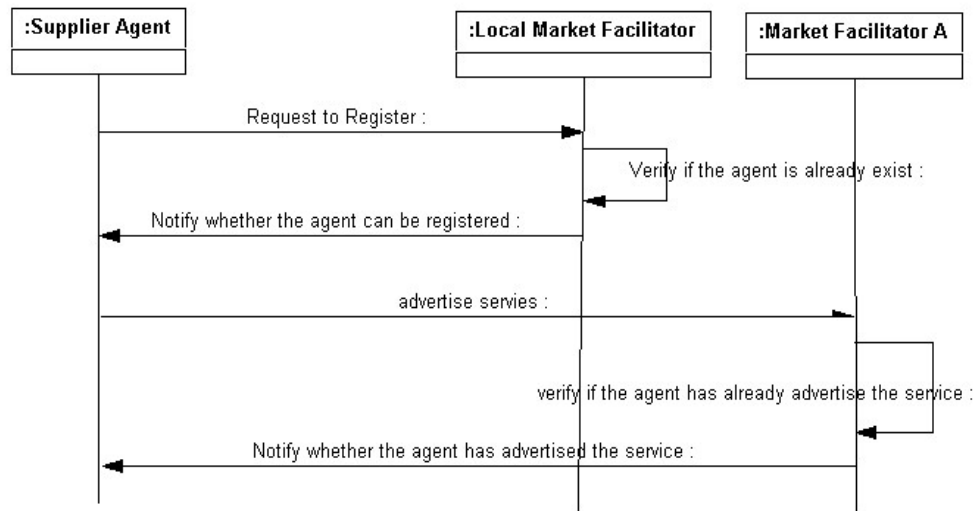 :Supplier Agent
:Local Market Facilitator
:Market Facilitator A
Request to Register :
Verify if the agent is already exist :
Notify whether the agent can be registered :
advertise servies :
verify if the agent has already advertise the service :
Notify whether the agent has advertised the service :